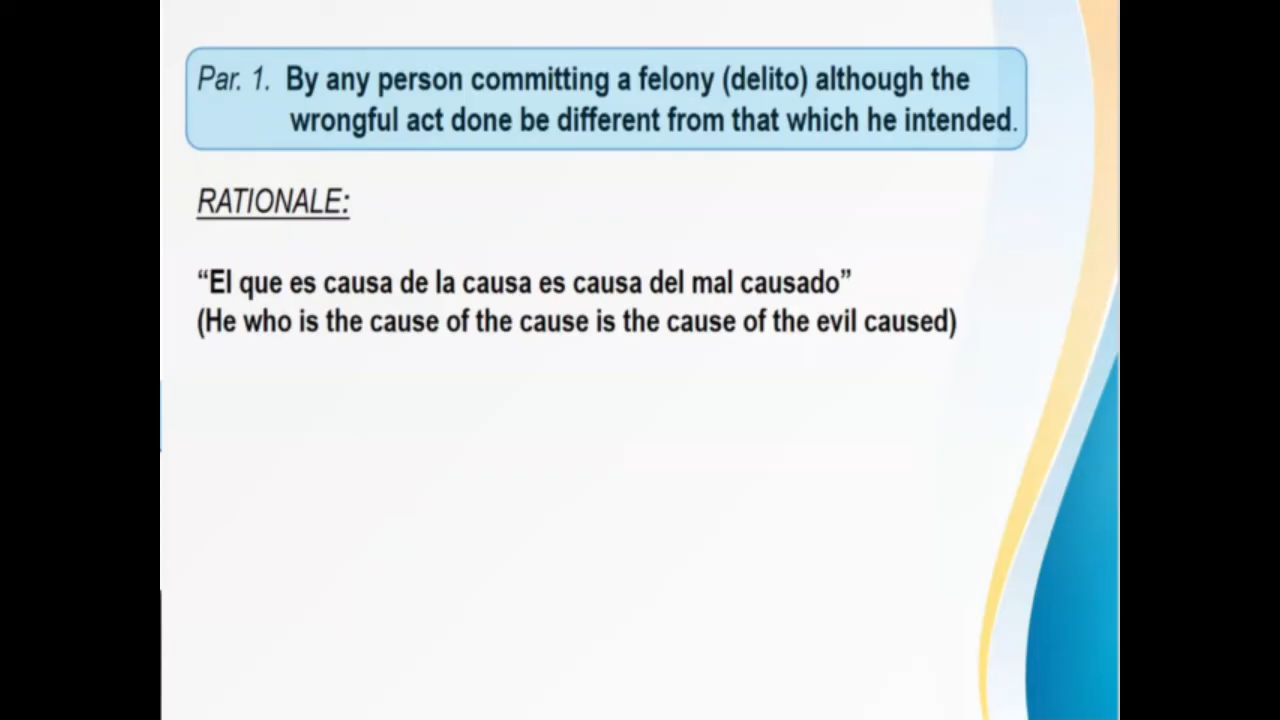 Par. 1. By any person committing a felony (delito) although the
wrongful act done be different from that which he intended.
RATIONALE:
“El que es causa de la causa es causa del mal causado”
(He who is the cause of the cause is the cause of the evil caused)